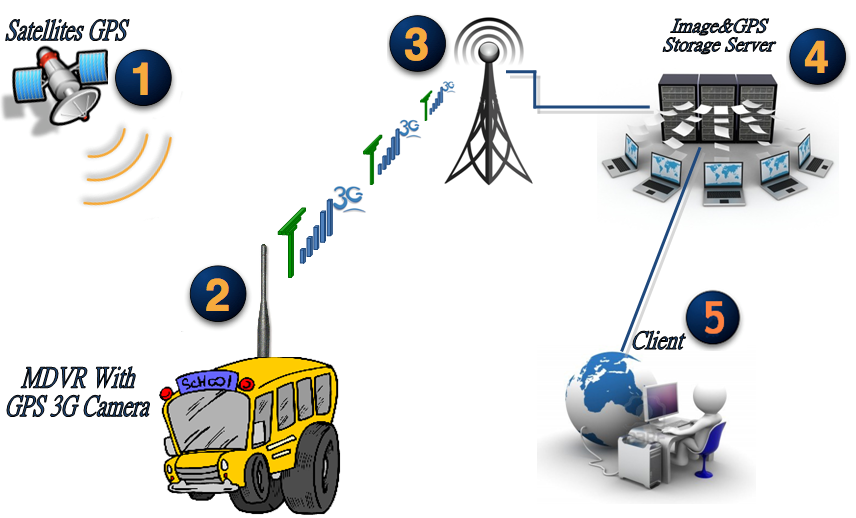 Satellites GPS
1
3
Image&GPS
Storage Server
4
3G
3G
3G
2
SCHOOL
MDVR With
GPS 3G Camera
Client
5